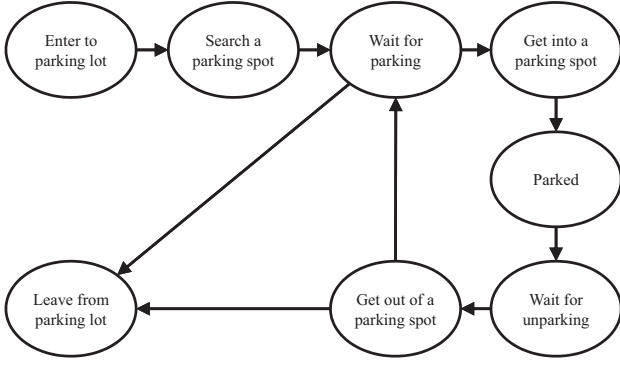 Enter to
parking lot
Search a
parking spot
Wait for
parking
Get into a
parking spot
Parked
Leave from
parking lot
Get out of a
parking spot
Wait for
unparking